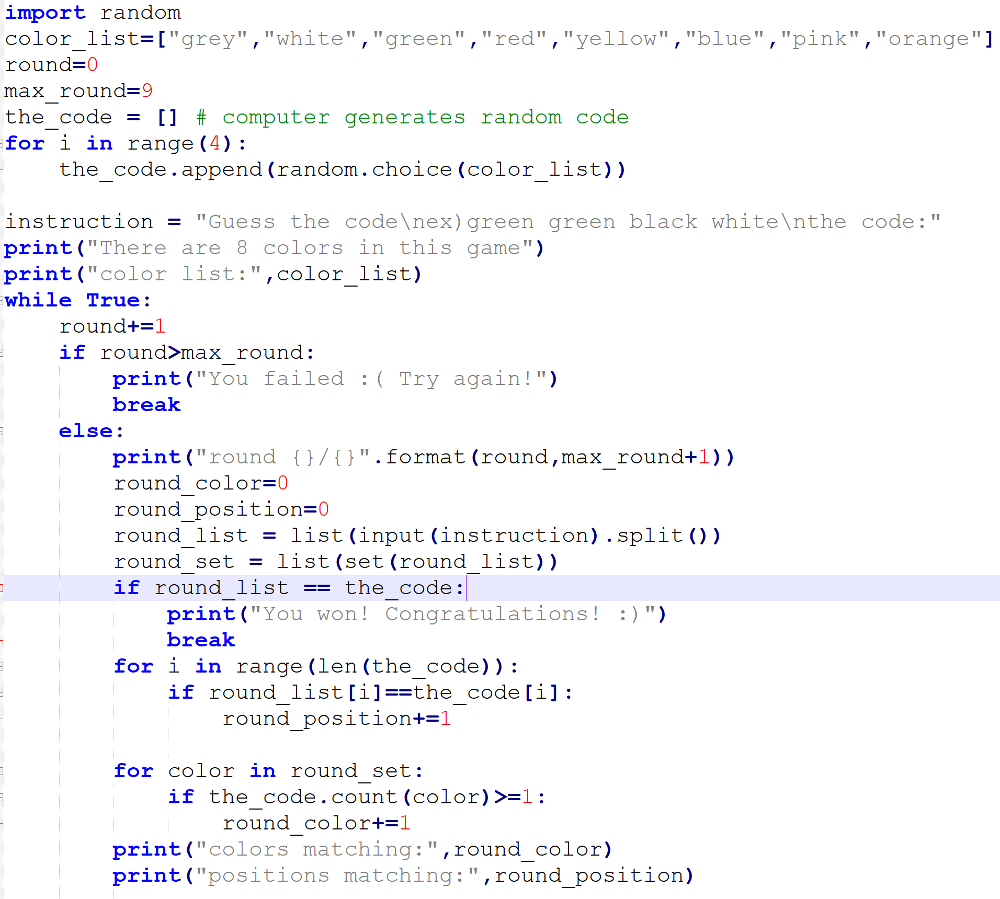 import random
color_list=["grey","white","green","red","yellow","blue","pink","orange"]
round=0
max_round=9
the_code = [] # computer generates random code
for i in range(4):
    the_code.append(random.choice(color_list))

instruction = "Guess the code\nex)green green black white\nthe code:"
print("There are 8 colors in this game")
print("color list:",color_list)
while True:
    round+=1
    if round>max_round:
        print("You failed :( Try again!")
        break
    else:
        print("round {}/{}".format(round,max_round+1))
        round_color=0
        round_position=0
        round_list = list(input(instruction).split())
        round_set = list(set(round_list))
        if round_list == the_code:
            print("You won! Congratulations! :)")
            break
        for i in range(len(the_code)):
            if round_list[i]==the_code[i]:
                round_position+=1

        for color in round_set:
            if the_code.count(color)>=1:
                round_color+=1
        print("colors matching:",round_color)
        print("positions matching:",round_position)